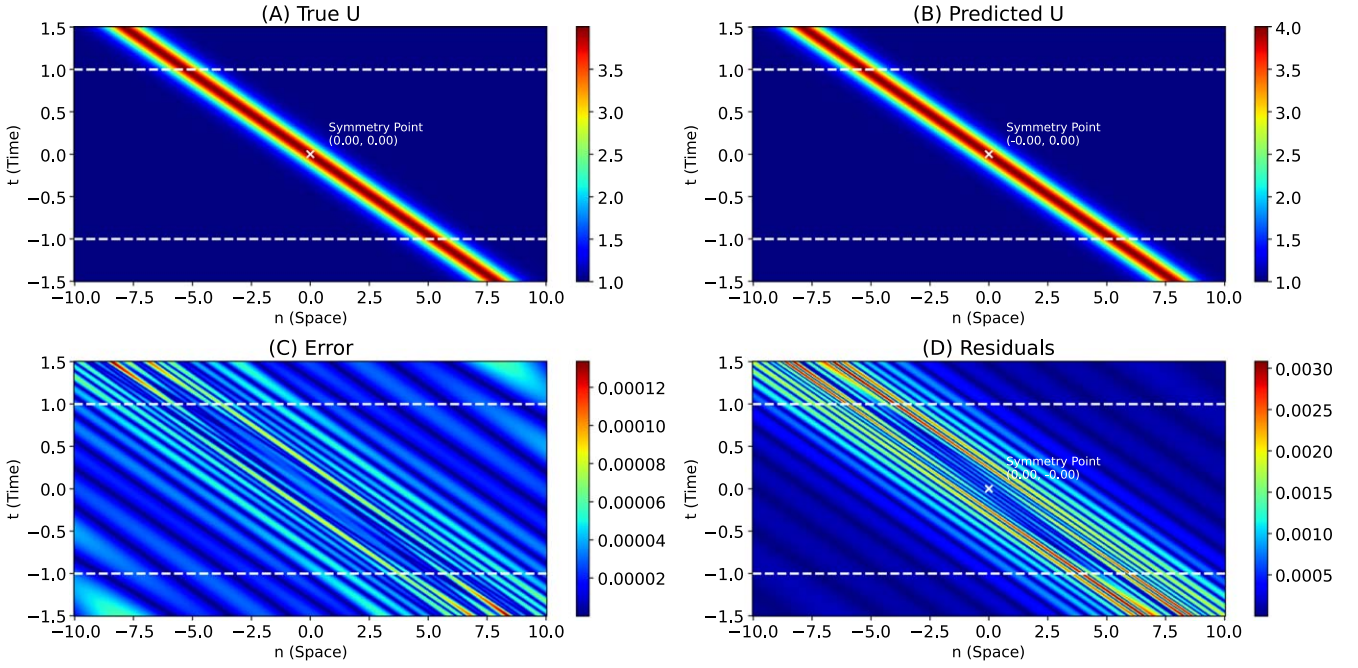 (A) True U
1.5
1.0
0.5
0.0
−0.5
−1.0
−1.5
t (Time)
Symmetry Point
(0.00, 0.00)
−10.0 −7.5 −5.0 −2.5 0.0 2.5 5.0 7.5 10.0
n (Space)
3.5
3.0
2.5
2.0
1.5
1.0
(B) Predicted U
1.5
1.0
0.5
0.0
−0.5
−1.0
−1.5
t (Time)
Symmetry Point
(-0.00, 0.00)
−10.0 −7.5 −5.0 −2.5 0.0 2.5 5.0 7.5 10.0
n (Space)
4.0
3.5
3.0
2.5
2.0
1.5
1.0
(C) Error
1.5
1.0
0.5
0.0
−0.5
−1.0
−1.5
t (Time)
−10.0 −7.5 −5.0 −2.5 0.0 2.5 5.0 7.5 10.0
n (Space)
0.00012
0.00010
0.00008
0.00006
0.00004
0.00002
(D) Residuals
1.5
1.0
0.5
0.0
−0.5
−1.0
−1.5
t (Time)
Symmetry Point
(0.00, -0.00)
−10.0 −7.5 −5.0 −2.5 0.0 2.5 5.0 7.5 10.0
n (Space)
0.0030
0.0025
0.0020
0.0015
0.0010
0.0005